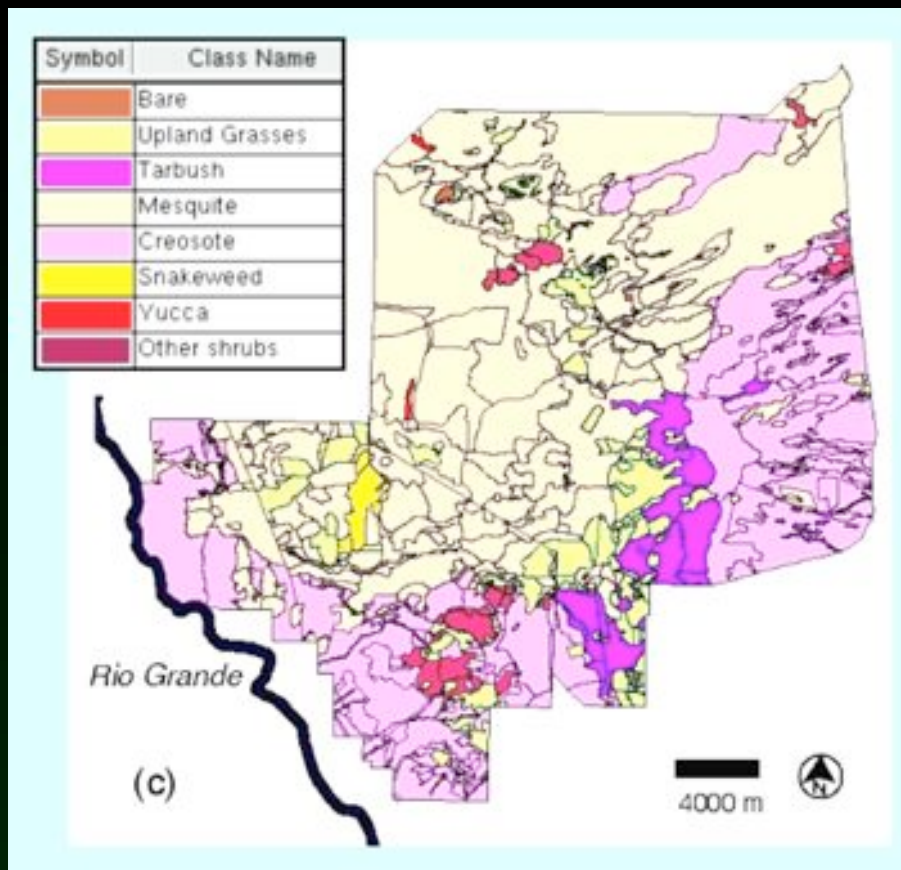 Symbol Class Name
Bare
Upland Grasses
Tarbush
Mesquite
Creosote
Snakeweed
Yucca
Other shrubs
Rio Grande
(c)
4000 m
N